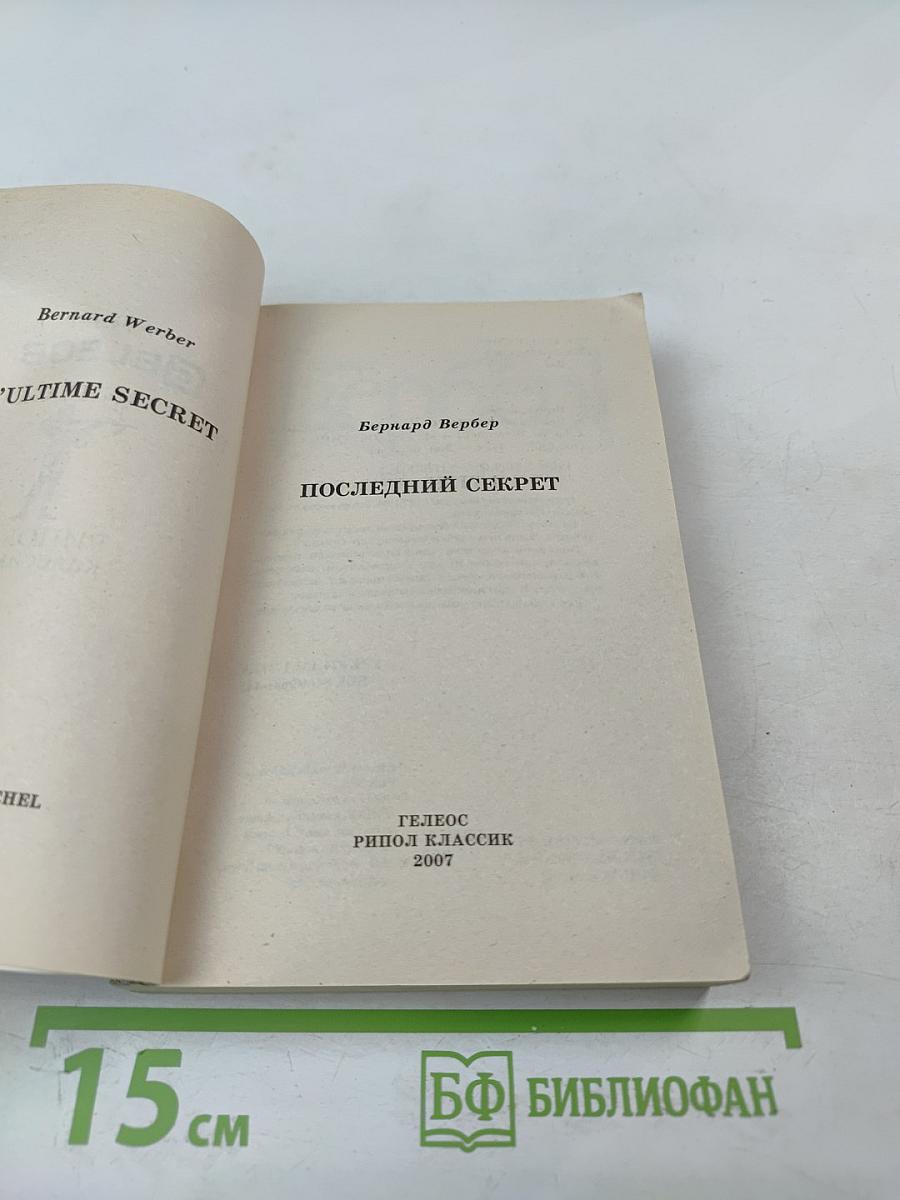 Bernard Werber
'ULTIME SECRET
CHEL
Бернард Вербер
ПОСЛЕДНИЙ СЕКРЕТ
ГЕЛЕОС
РИПОЛ КЛАССИК
2007
15 см
БФ БИБЛИОФАН